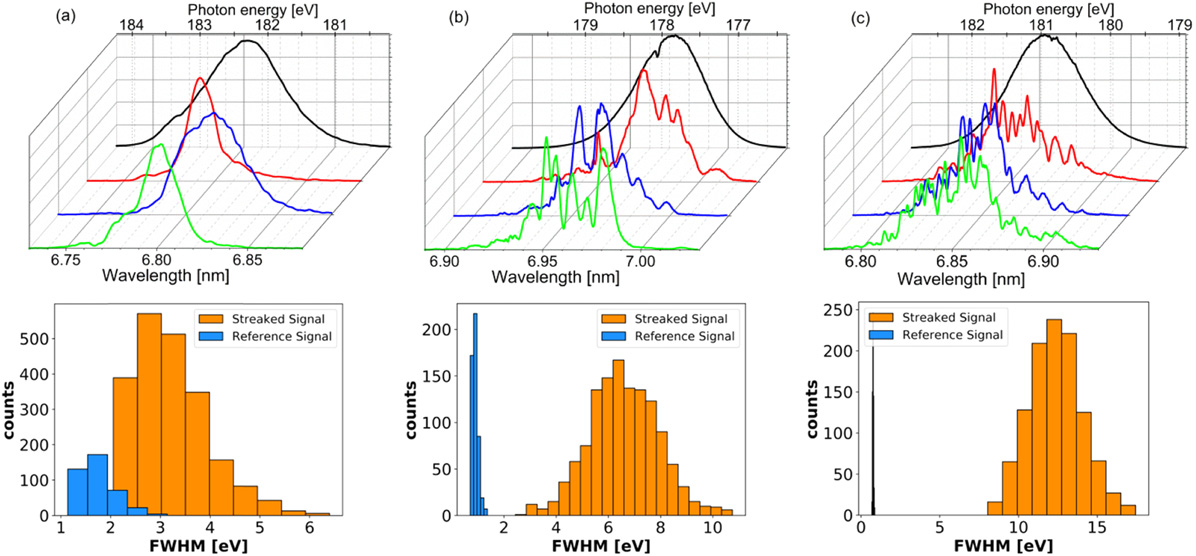 (a)
Photon energy [eV]
184 183 182 181
6.75 6.80 6.85
Wavelength [nm]
(b)
Photon energy [eV]
179 178 177
6.90 6.95 7.00
Wavelength [nm]
(c)
Photon energy [eV]
182 181 180 179
6.80 6.85 6.90
Wavelength [nm]
Streaked Signal
Reference Signal
counts
500
400
300
200
100
0
1 2 3 4 5 6
FWHM [eV]
Streaked Signal
Reference Signal
counts
200
150
100
50
0
2 4 6 8 10
FWHM [eV]
Streaked Signal
Reference Signal
counts
250
200
150
100
50
0
0 5 10 15
FWHM [eV]